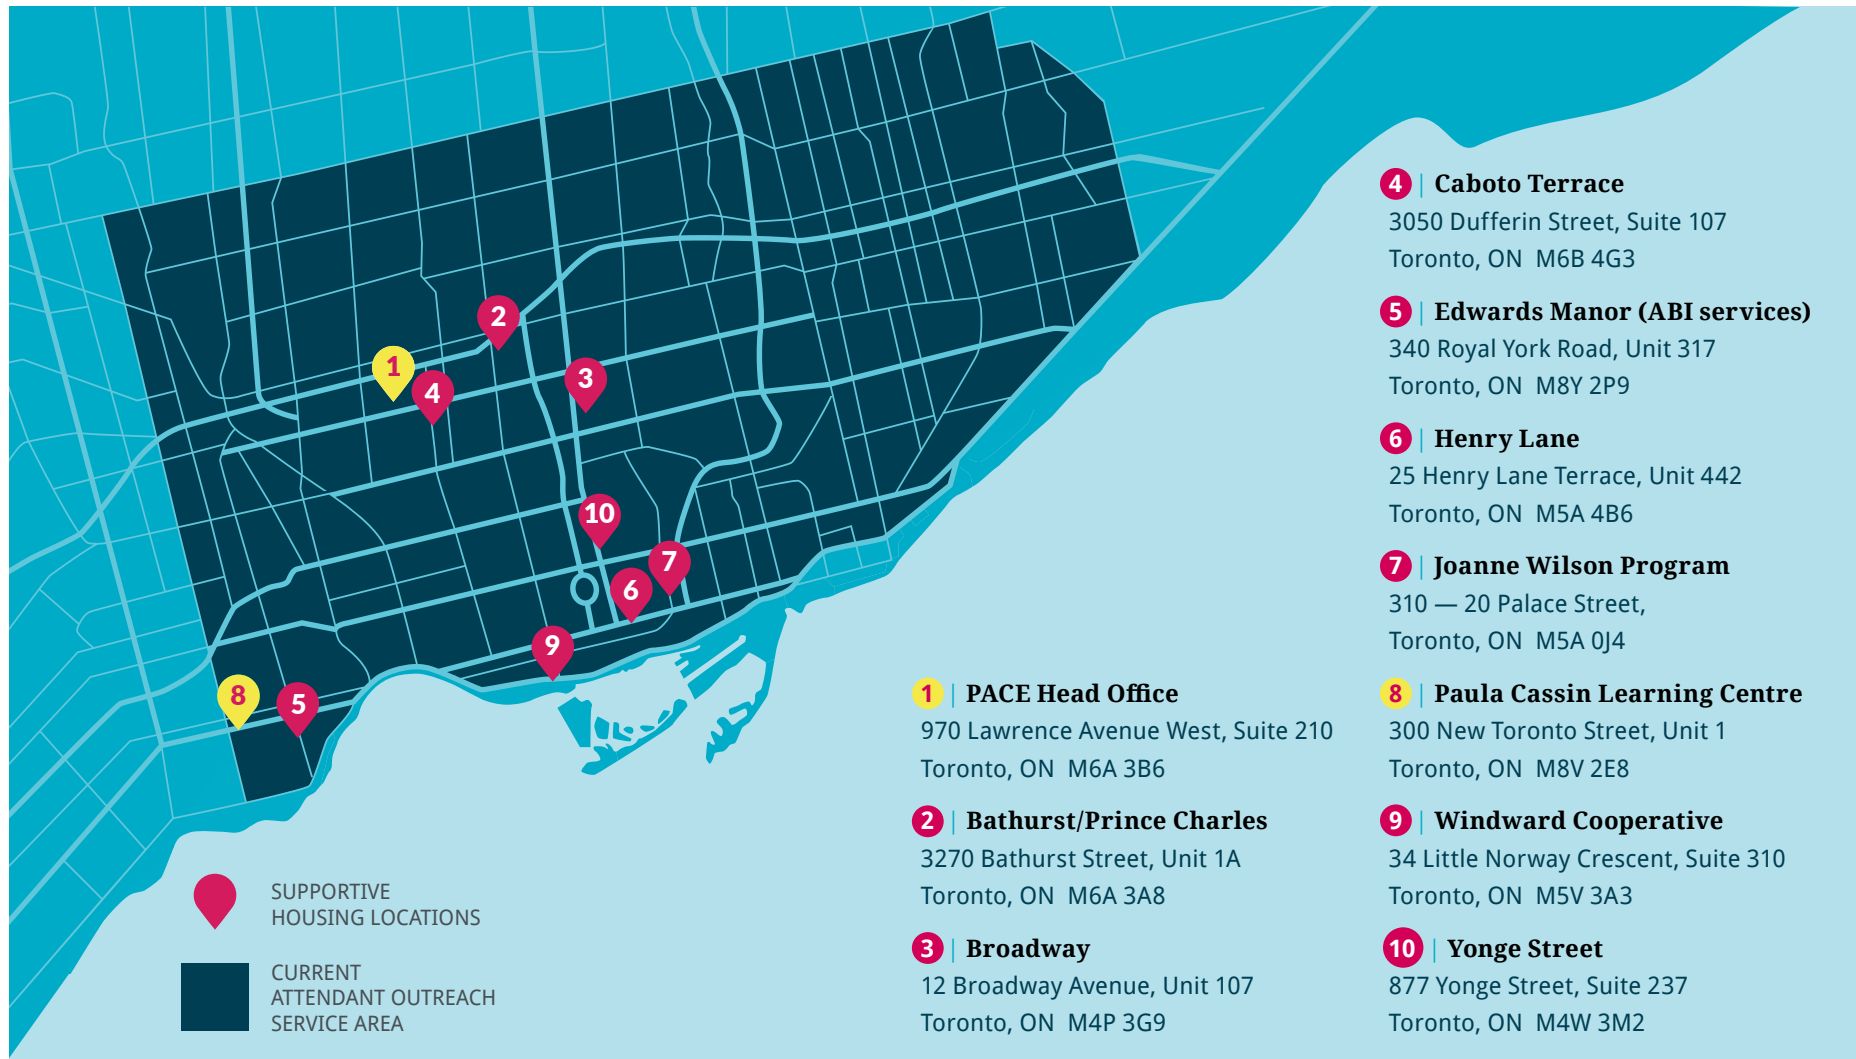 2
1
3
4
10
7
6
9
8
5
SUPPORTIVE
HOUSING LOCATIONS
CURRENT
ATTENDANT OUTREACH
SERVICE AREA
1 | PACE Head Office
970 Lawrence Avenue West, Suite 210
Toronto, ON  M6A 3B6
2 | Bathurst/Prince Charles
3270 Bathurst Street, Unit 1A
Toronto, ON  M6A 3A8
3 | Broadway
12 Broadway Avenue, Unit 107
Toronto, ON  M4P 3G9
4 | Caboto Terrace
3050 Dufferin Street, Suite 107
Toronto, ON  M6B 4G3
5 | Edwards Manor (ABI services)
340 Royal York Road, Unit 317
Toronto, ON  M8Y 2P9
6 | Henry Lane
25 Henry Lane Terrace, Unit 442
Toronto, ON  M5A 4B6
7 | Joanne Wilson Program
310 — 20 Palace Street,
Toronto, ON  M5A 0J4
8 | Paula Cassin Learning Centre
300 New Toronto Street, Unit 1
Toronto, ON  M8V 2E8
9 | Windward Cooperative
34 Little Norway Crescent, Suite 310
Toronto, ON  M5V 3A3
10 | Yonge Street
877 Yonge Street, Suite 237
Toronto, ON  M4W 3M2